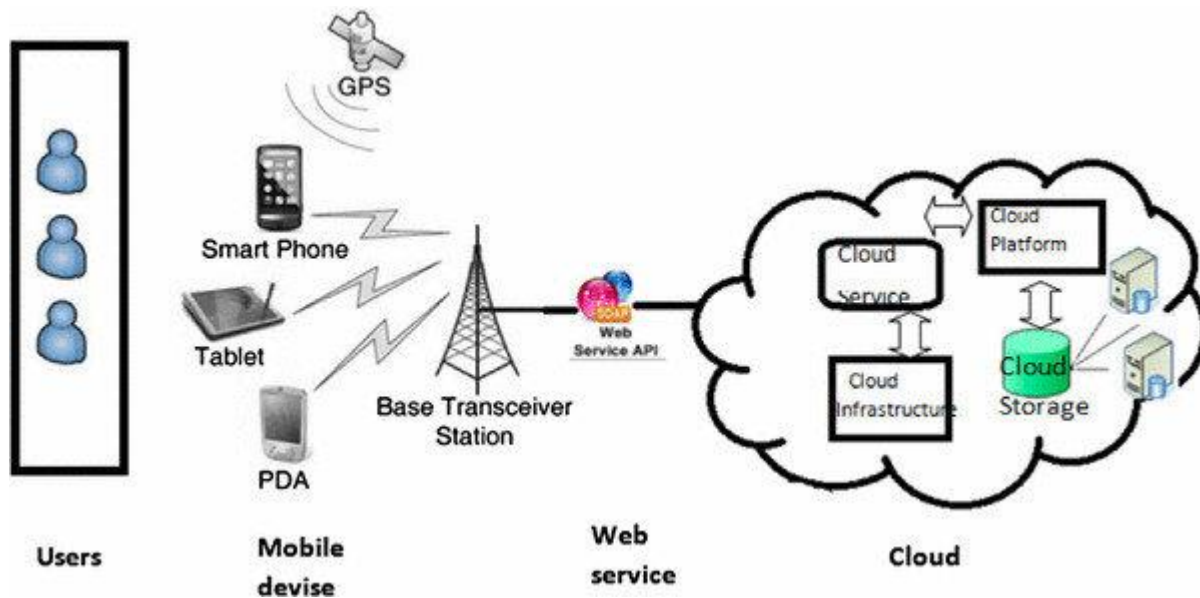 GPS
Smart Phone
Tablet
PDA
Base Transceiver
Station
SOAP
Web
Service API
Cloud
Service
Cloud
Platform
Cloud
Infrastructure
Cloud
Storage
Users
Mobile
devise
Web
service
Cloud